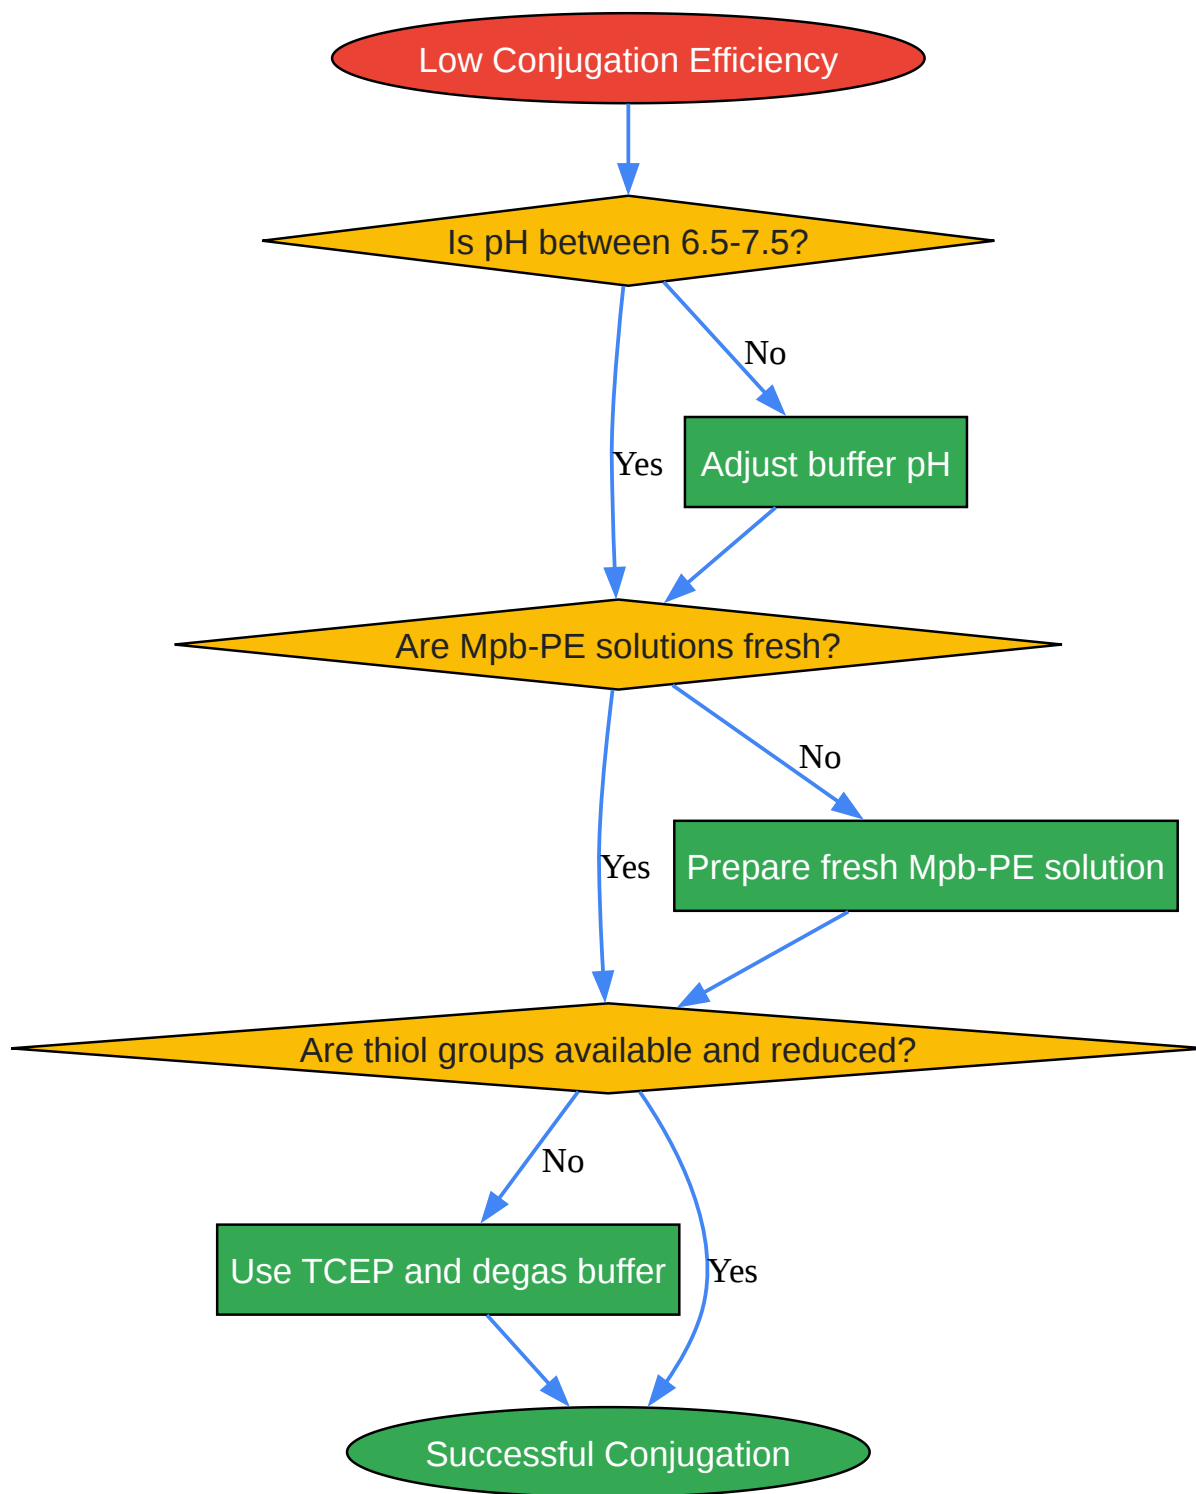 Low Conjugation Efficiency
Is pH between 6.5-7.5?
No
Yes
Adjust buffer pH
Are Mpb-PE solutions fresh?
No
Yes
Prepare fresh Mpb-PE solution
Are thiol groups available and reduced?
No
Use TCEP and degas buffer
Yes
Successful Conjugation